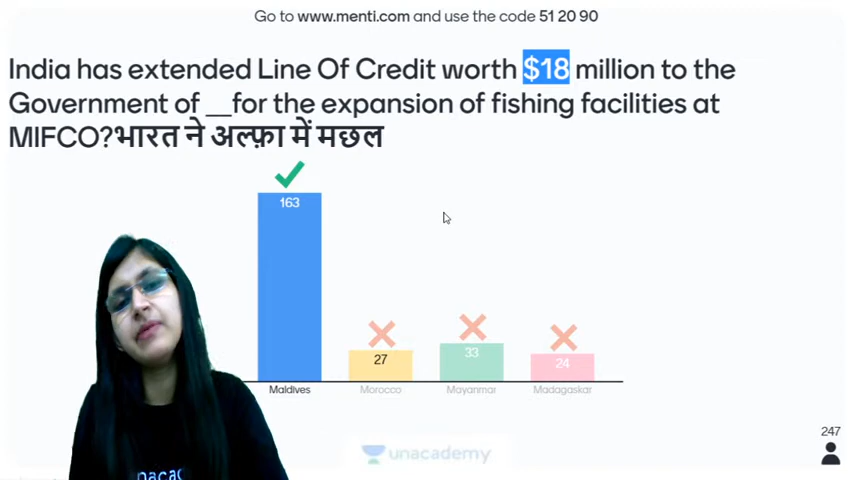 Go to www.menti.com and use the code 51 20 90
India has extended Line Of Credit worth $18 million to the
Government of __for the expansion of fishing facilities at
MIFCO?भारत ने अल्फ़ा में मछल
163
27
33
24
Maldives
Morocco
Mayanmar
Madagaskar
247
unacademy